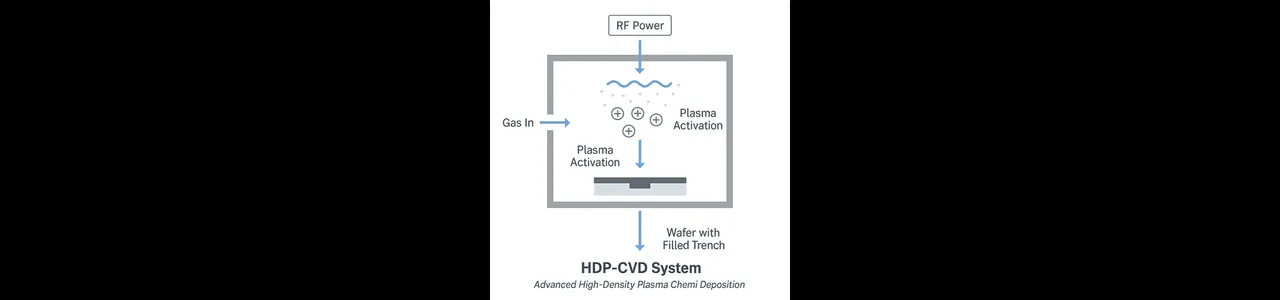 RF Power
Gas In
Plasma
Activation
Plasma
Activation
Wafer with
Filled Trench
HDP-CVD System
Advanced High-Density Plasma Chemi Deposition